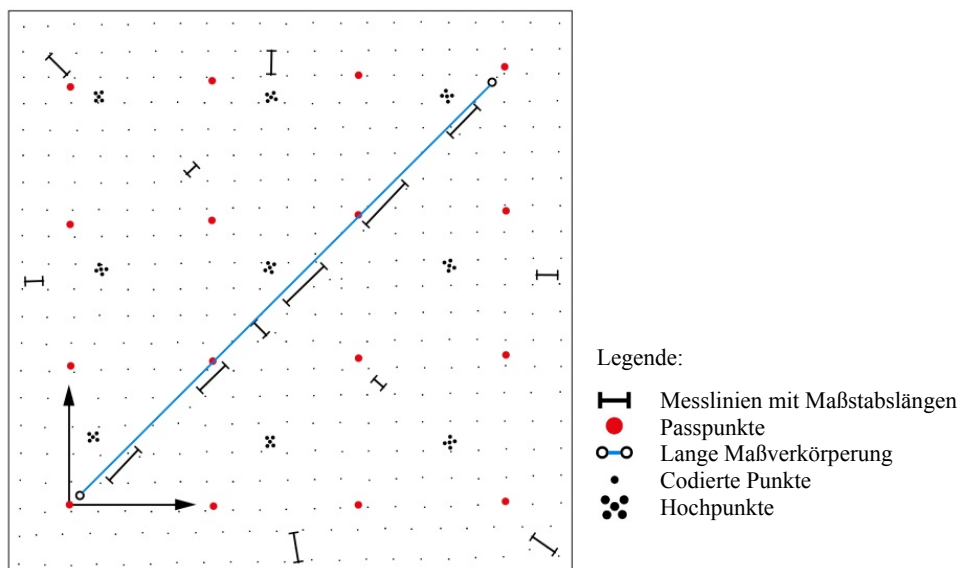 Legende:
Messlinien mit Maßstabslängen
Passpunkte
Lange Maßverkörperung
Codierte Punkte
Hochpunkte